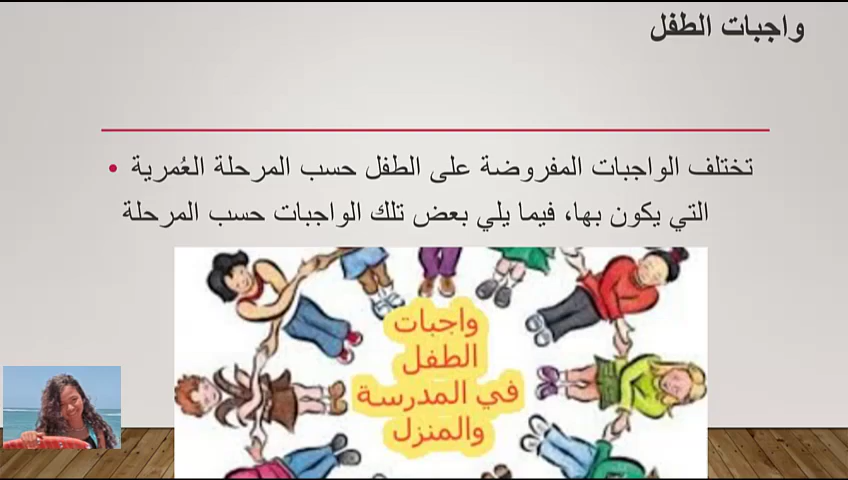 واجبات الطفل
تختلف الواجبات المفروضة على الطفل حسب المرحلة العُمرية
التي يكون بها، فيما يلي بعض تلك الواجبات حسب المرحلة
واجبات
الطفل
في المدرسة
والمنزل